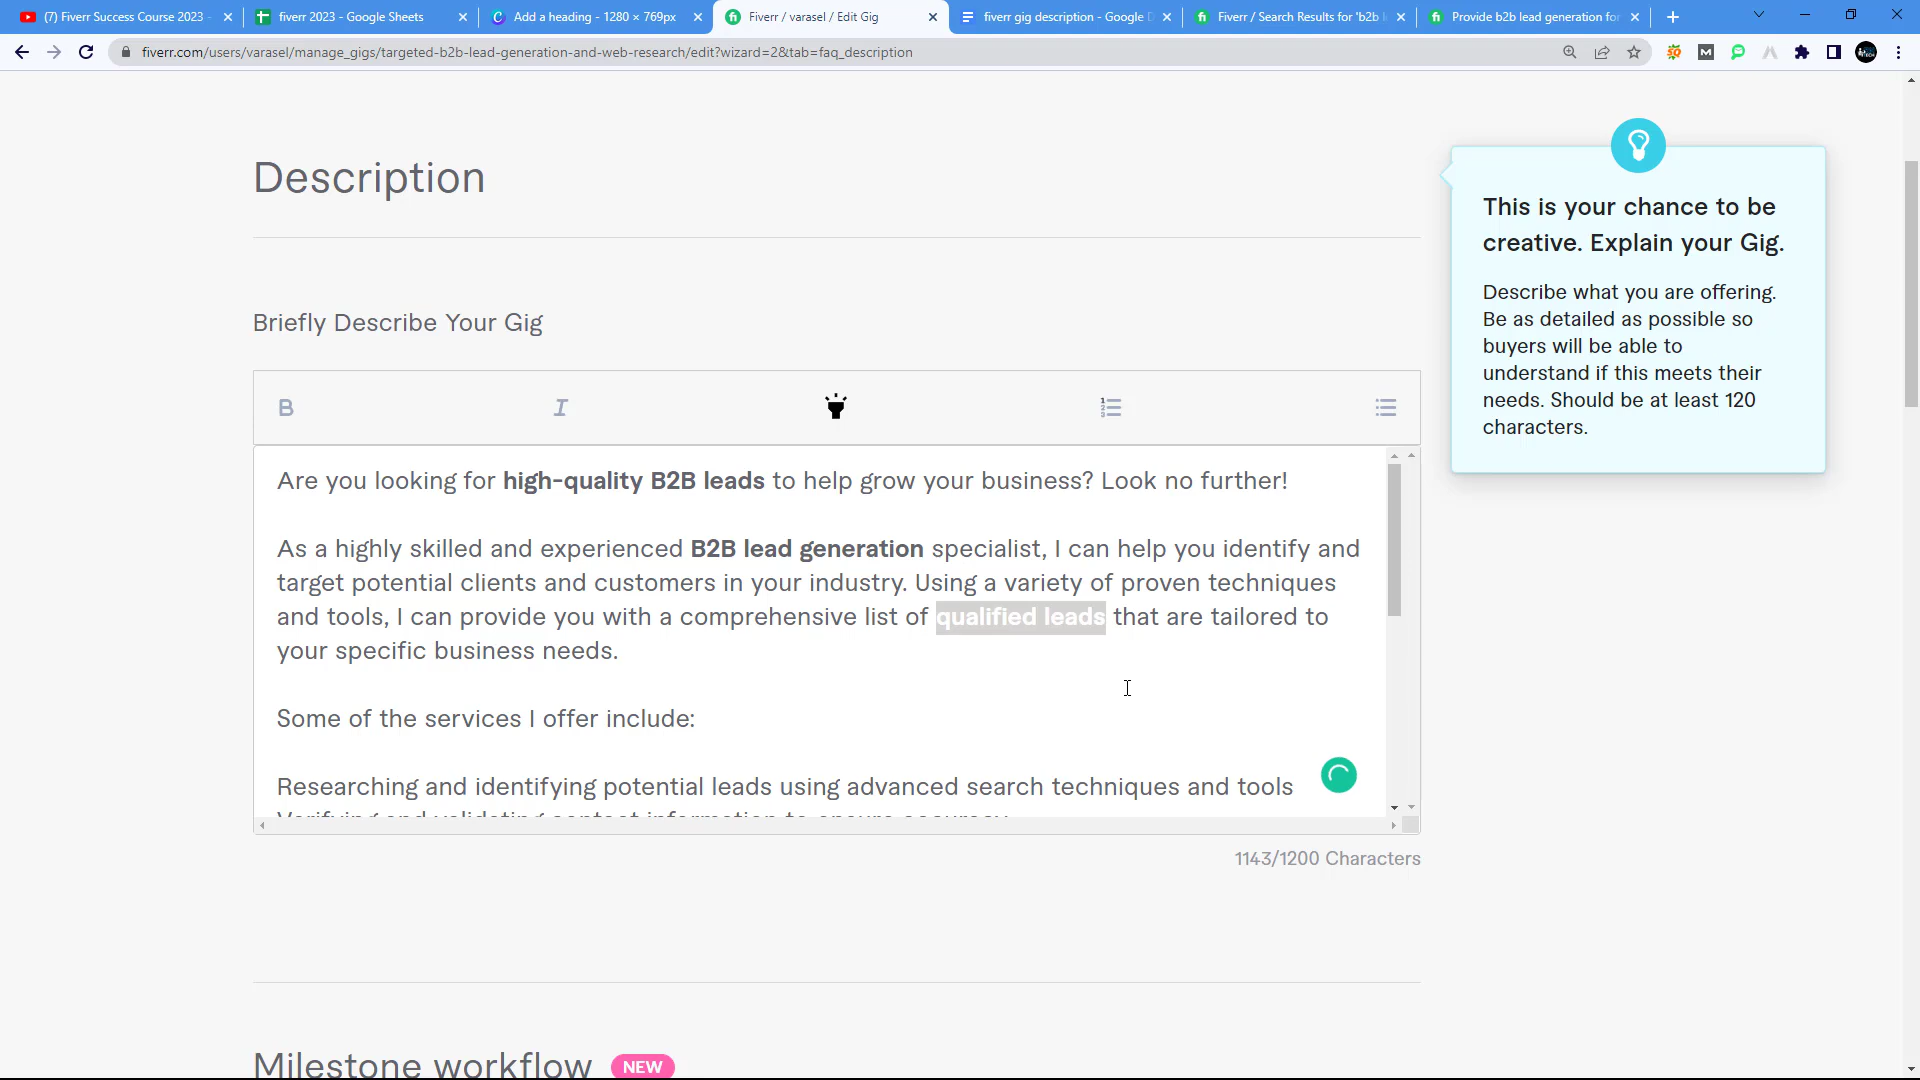 (7) Fiverr Success Course 2023 -
fiverr 2023 - Google Sheets
Add a heading - 1280 × 769px
Fiverr / varasel / Edit Gig
fiverr gig description - Google D
Fiverr / Search Results for 'b2b l
Provide b2b lead generation for
fiverr.com/users/varasel/manage_gigs/targeted-b2b-lead-generation-and-web-research/edit?wizard=2&tab=faq_description
Description
Briefly Describe Your Gig
B I
Are you looking for high-quality B2B leads to help grow your business? Look no further!
As a highly skilled and experienced B2B lead generation specialist, I can help you identify and
target potential clients and customers in your industry. Using a variety of proven techniques
and tools, I can provide you with a comprehensive list of qualified leads that are tailored to
your specific business needs.
Some of the services I offer include:
Researching and identifying potential leads using advanced search techniques and tools
Verifying and validating contact information to ensure accuracy
1143/1200 Characters
Milestone workflow NEW
This is your chance to be
creative. Explain your Gig.
Describe what you are offering.
Be as detailed as possible so
buyers will be able to
understand if this meets their
needs. Should be at least 120
characters.